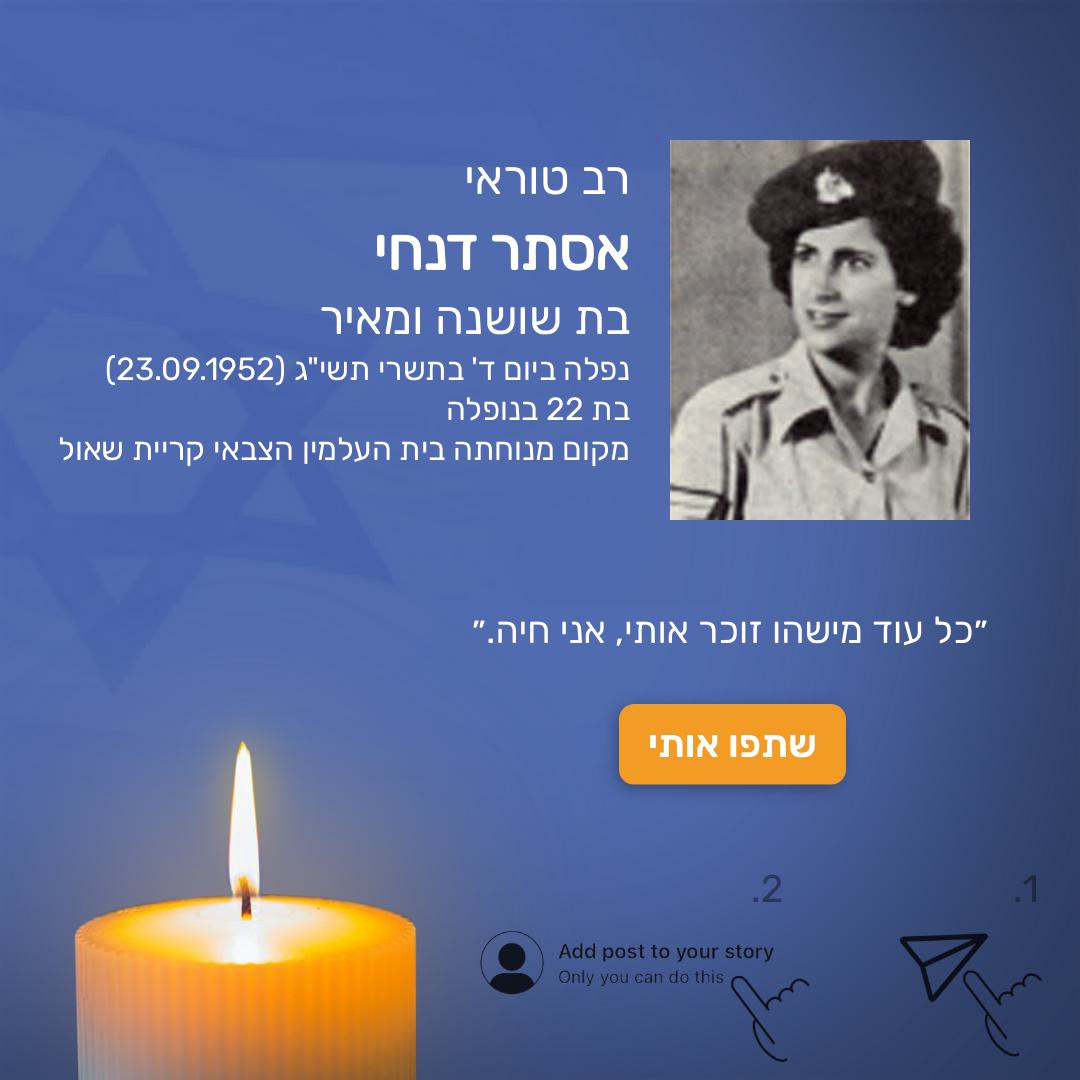 רב טוראי
אסתר דנחי
בת שושנה ומאיר
נפלה ביום ד' בתשרי תשי"ג (23.09.1952)
בת 22 בנופלה
מקום מנוחתה בית העלמין הצבאי קריית שאול
״כל עוד מישהו זוכר אותי, אני חיה.״
שתפו אותי
1.
2.
Add post to your story
Only you can do this